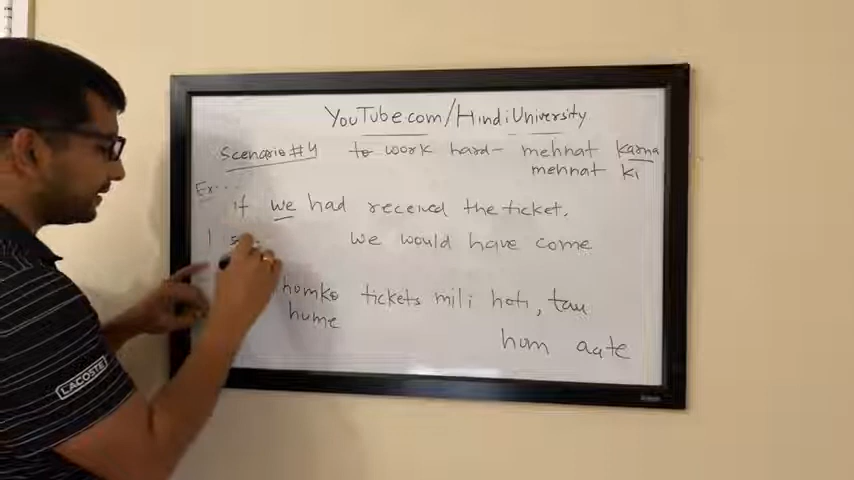 YouTube.com/HindiUniversity
Scenario #4 to work hard - mehnat karna
mehnat ki
Ex...
if we had received the ticket,
we would have come
homko tickets mili hoti, tau
hume
hum aate
LACOSTE